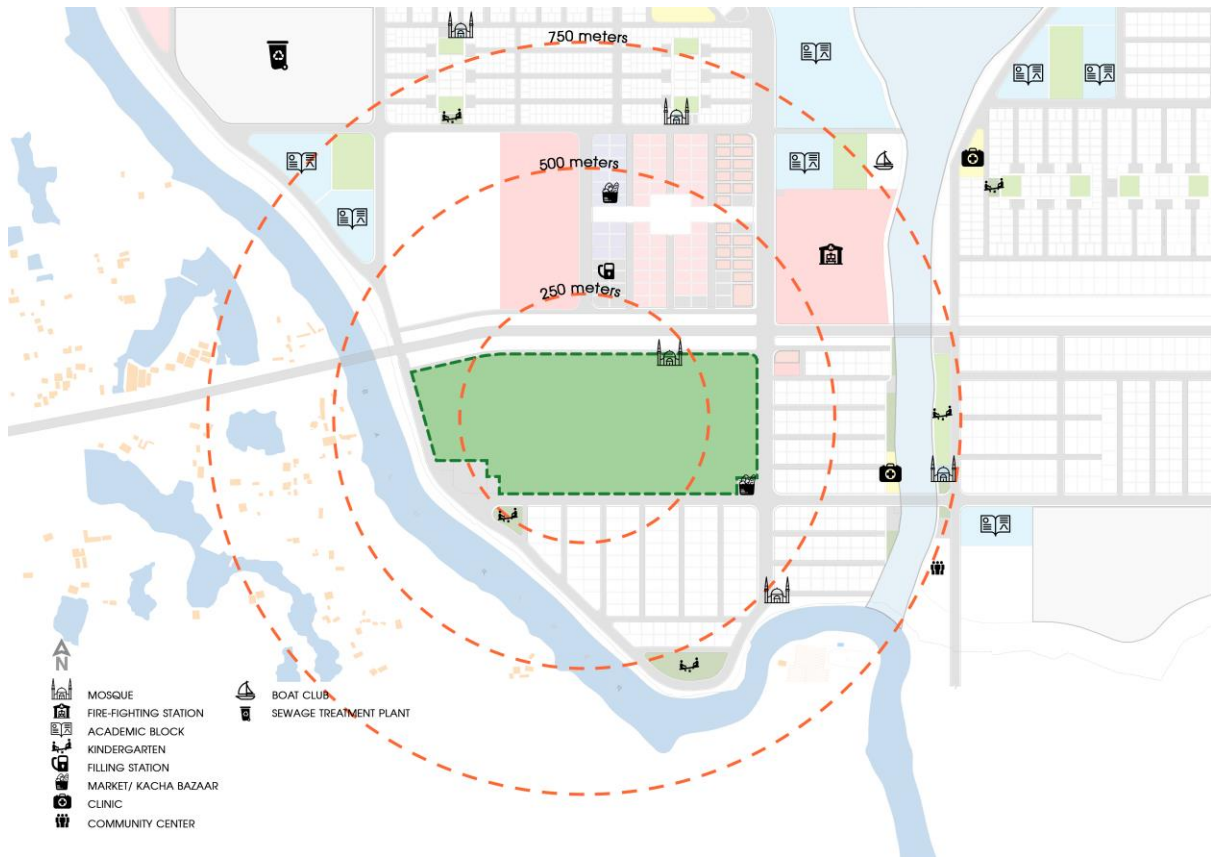 750 meters
500 meters
250 meters
N
MOSQUE
FIRE-FIGHTING STATION
ACADEMIC BLOCK
KINDERGARTEN
FILLING STATION
MARKET/ KACHA BAZAAR
CLINIC
COMMUNITY CENTER
BOAT CLUB
SEWAGE TREATMENT PLANT